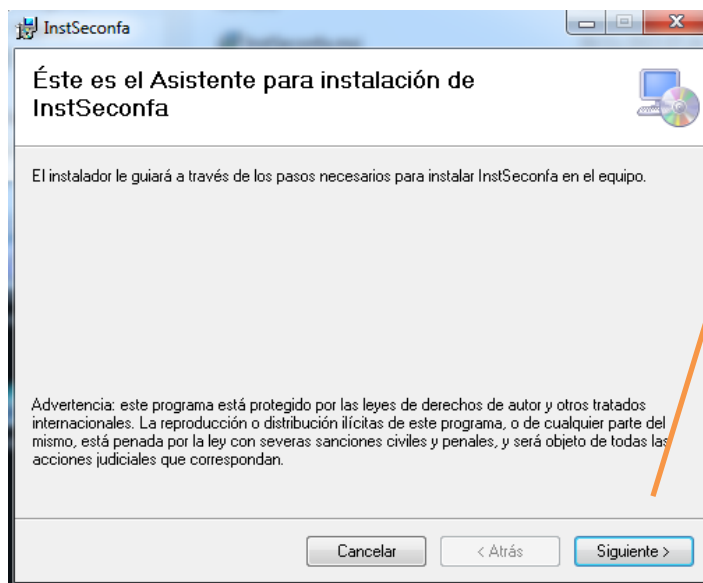 InstSeconfa
Éste es el Asistente para instalación de
InstSeconfa
El instalador le guiará a través de los pasos necesarios para instalar InstSeconfa en el equipo.
Advertencia: este programa está protegido por las leyes de derechos de autor y otros tratados
internacionales. La reproducción o distribución ilícitas de este programa, o de cualquier parte del
mismo, está penada por la ley con severas sanciones civiles y penales, y será objeto de todas las
acciones judiciales que correspondan.
Cancelar
< Atrás
Siguiente >